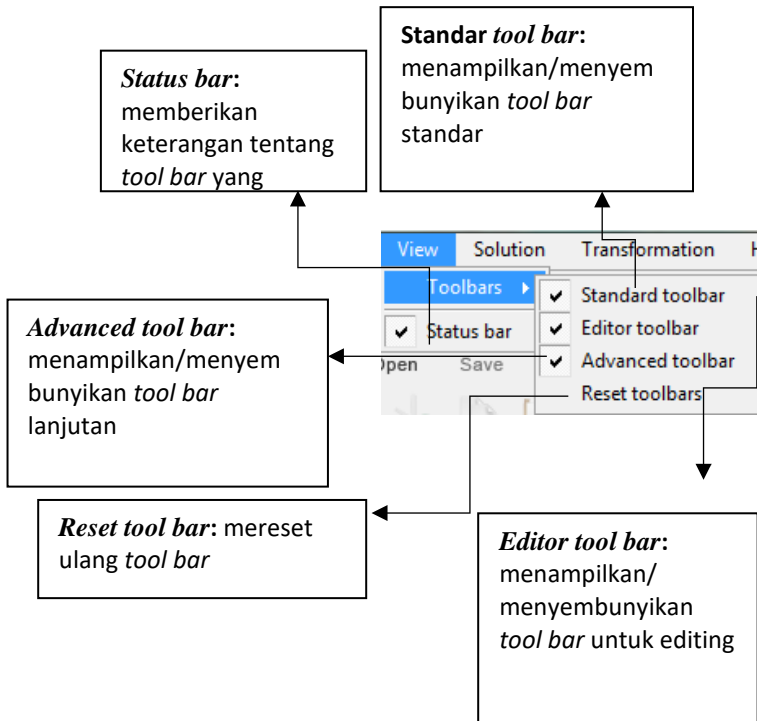 Standar tool bar:
menampilkan/menyem
bunyikan tool bar
standar
Status bar:
memberikan
keterangan tentang
tool bar yang
View Solution Transformation H
Toolbars
Standard toolbar
Status bar
Editor toolbar
Open Save
Advanced toolbar
Reset toolbars
Advanced tool bar:
menampilkan/menyem
bunyikan tool bar
lanjutan
Reset tool bar: mereset
ulang tool bar
Editor tool bar:
menampilkan/
menyembunyikan
tool bar untuk editing